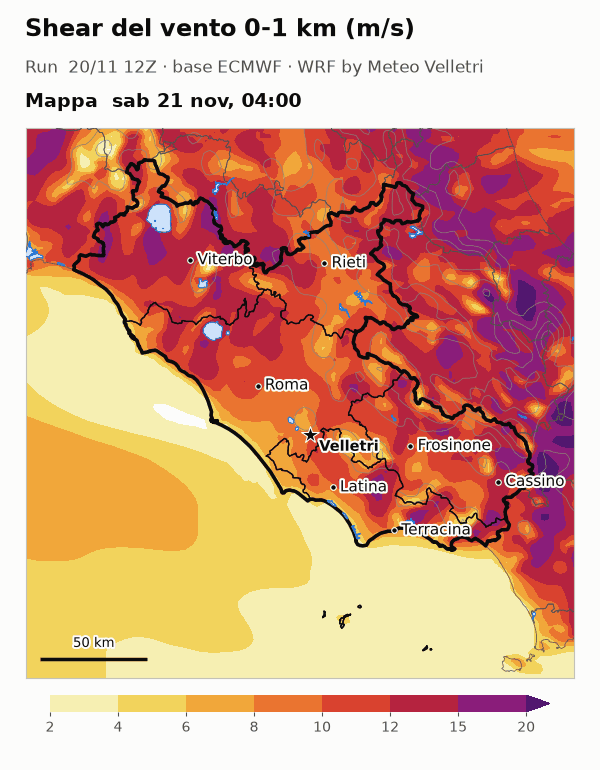 Shear del vento 0-1 km (m/s)
Run  20/11 12Z · base ECMWF · WRF by Meteo Velletri
Mappa  sab 21 nov, 04:00
Viterbo
Rieti
Roma
Velletri
Frosinone
Latina
Cassino
Terracina
50 km
2 4 6 8 10 12 15 20